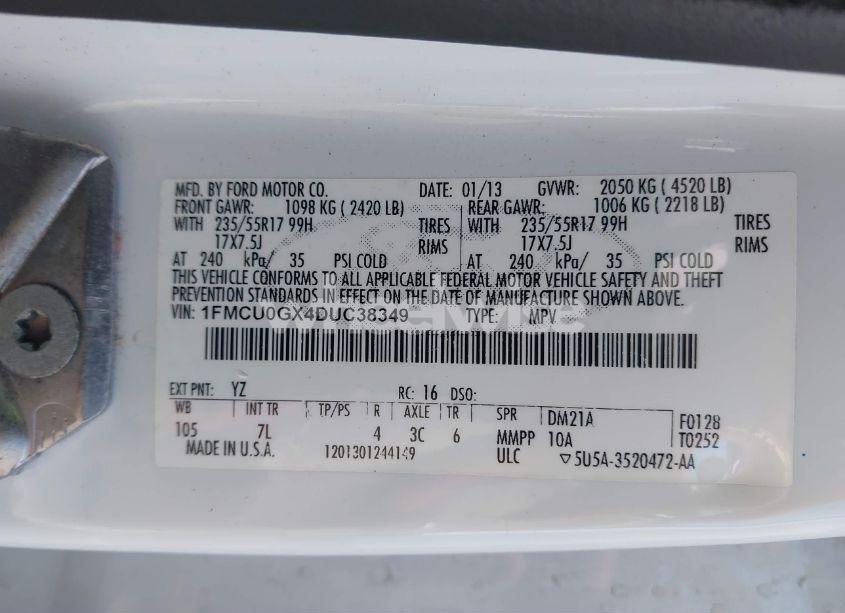 MFD. BY FORD MOTOR CO. DATE: 01/13 GVWR: 2050 KG ( 4520 LB)
FRONT GAWR: 1098 KG ( 2420 LB) REAR GAWR: 1006 KG ( 2218 LB)
WITH 235/55R17 99H TIRES WITH 235/55R17 99H TIRES
17X7.5J RIMS 17X7.5J RIMS
AT 240 kPa/ 35 PSI COLD AT 240 kPa/ 35 PSI COLD
THIS VEHICLE CONFORMS TO ALL APPLICABLE FEDERAL MOTOR VEHICLE SAFETY AND THEFT
PREVENTION STANDARDS IN EFFECT ON THE DATE OF MANUFACTURE SHOWN ABOVE.
VIN: 1FMCU0GX4DUC38349 TYPE: MPV
EXT PNT: YZ RC: 16 DSO:
WB INT TR TP/PS R AXLE TR SPR DM21A F0128
105 7L 4 3C 6 MMPP 10A T0252
MADE IN U.S.A. 1201301244149 ULC ▽5U5A-3520472-AA